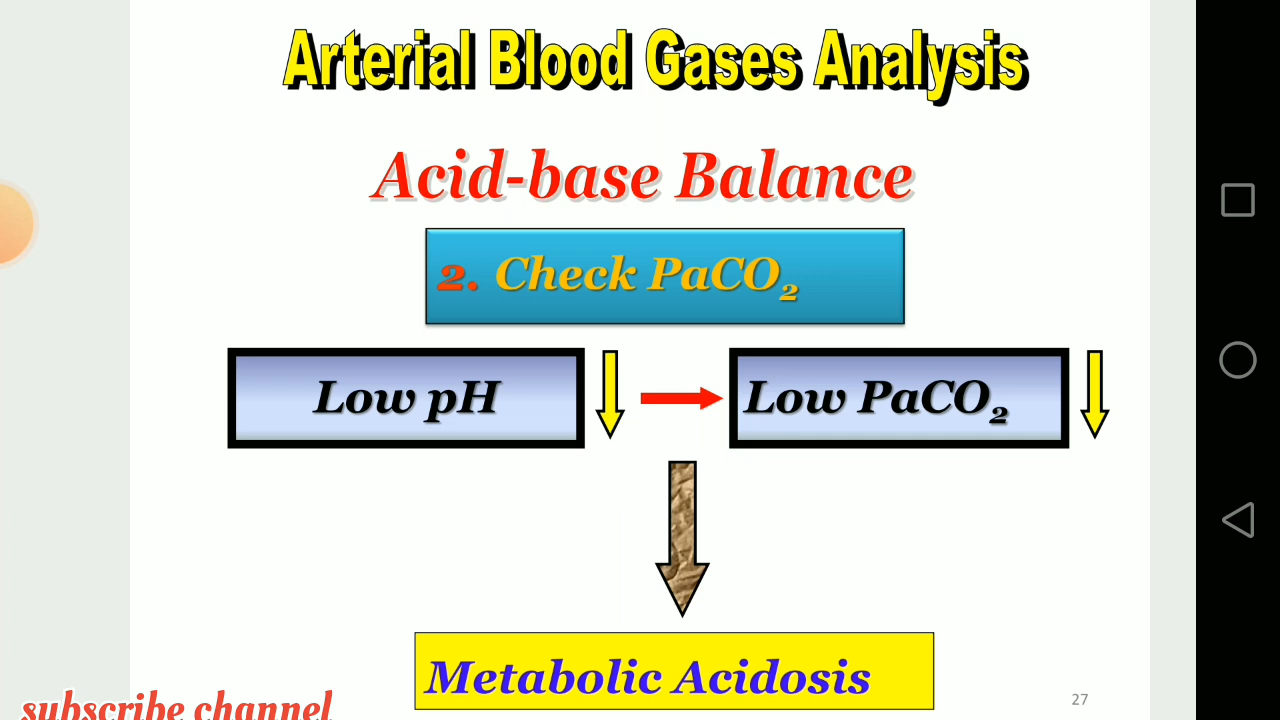 Arterial Blood Gases Analysis
Acid-base Balance
2. Check PaCO₂
Low pH
Low PaCO₂
Metabolic Acidosis
subscribe channel
27